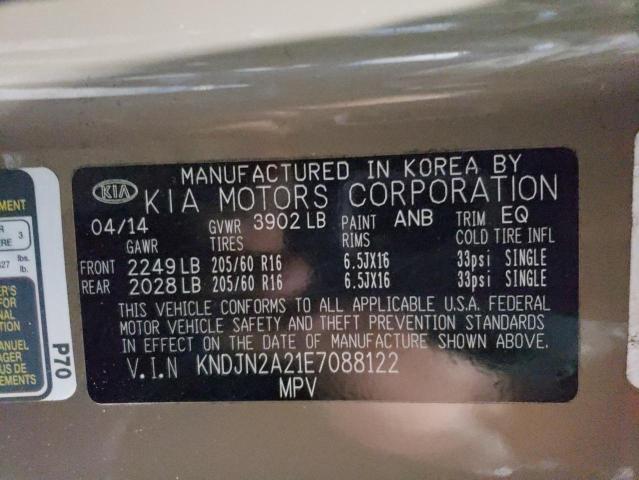 MANUFACTURED IN KOREA BY
KIA KIA MOTORS CORPORATION
04/14 GVWR 3902 LB PAINT ANB TRIM EQ
GAWR TIRES RIMS COLD TIRE INFL
FRONT 2249 LB 205/60 R16 6.5JX16 33psi SINGLE
REAR 2028 LB 205/60 R16 6.5JX16 33psi SINGLE
THIS VEHICLE CONFORMS TO ALL APPLICABLE U.S.A. FEDERAL
MOTOR VEHICLE SAFETY AND THEFT PREVENTION STANDARDS
IN EFFECT ON THE DATE OF MANUFACTURE SHOWN ABOVE.
V.I.N KNDJN2A21E7088122
MPV
P70
3
lbs.
lb.